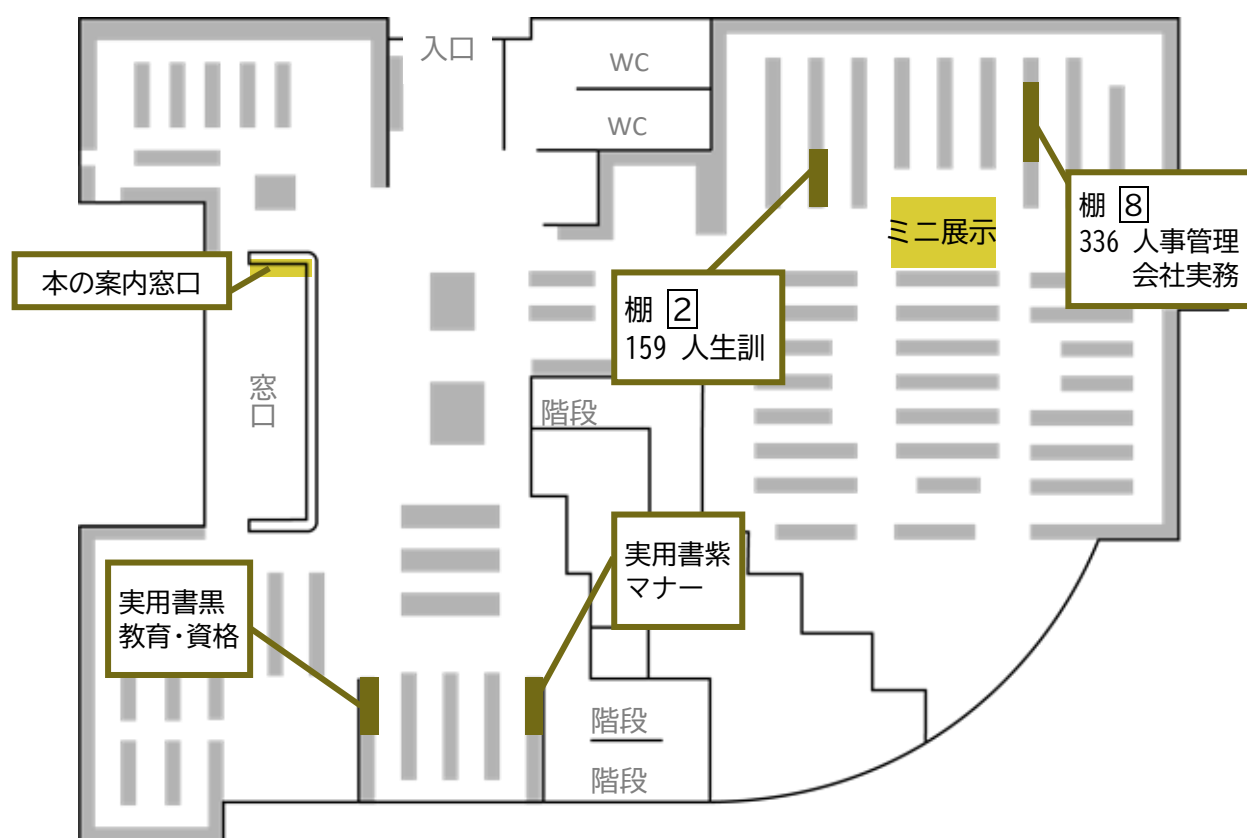 入口
WC
WC
棚 8
336 人事管理
会社実務
ミニ展示
本の案内窓口
棚 2
159 人生訓
窓
口
階段
実用書紫
マナー
実用書黒
教育・資格
階段
階段